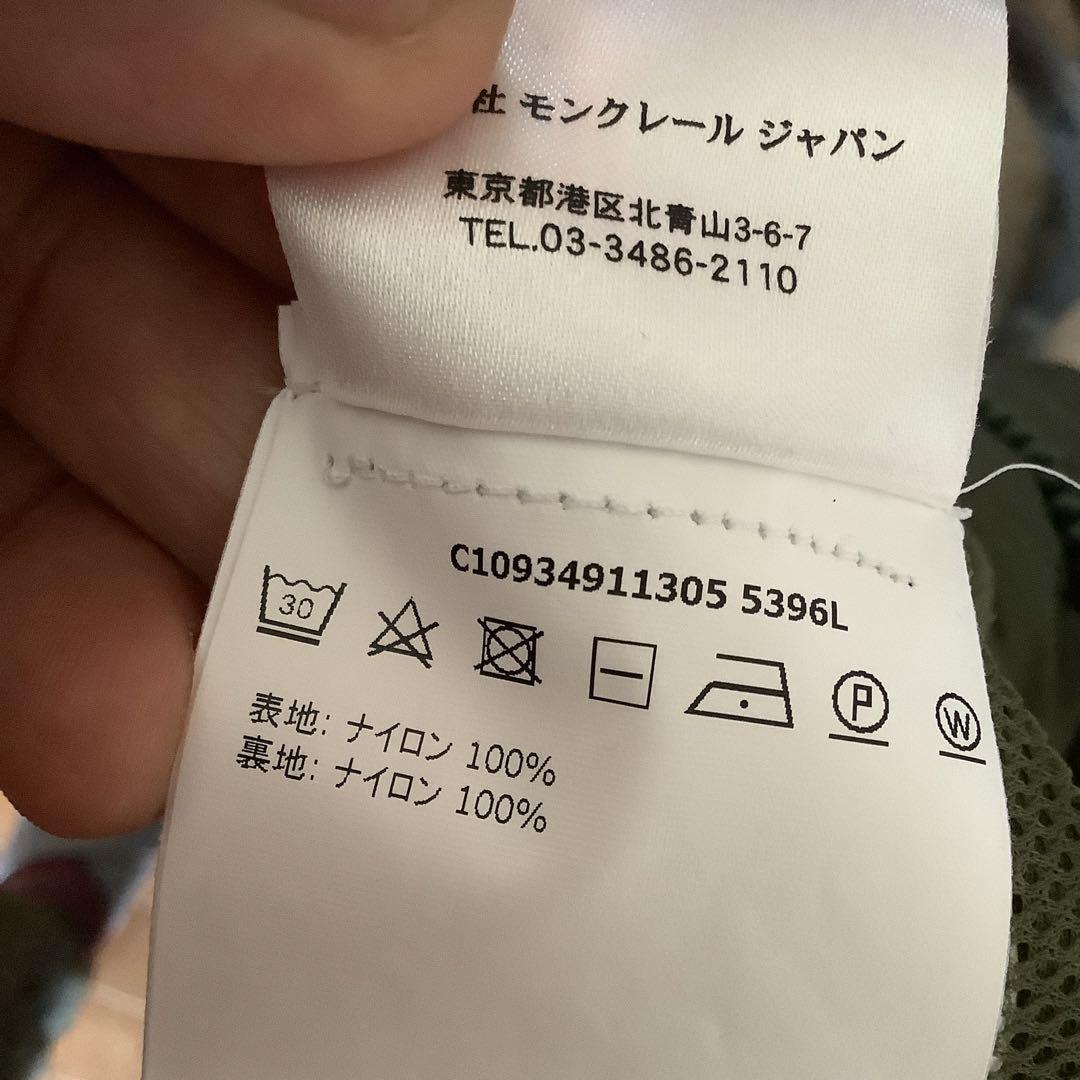 社 モンクレール ジャパン
東京都港区北青山3-6-7
TEL.03-3486-2110
C10934911305 5396L
30
P
W
表地: ナイロン 100%
裏地: ナイロン 100%